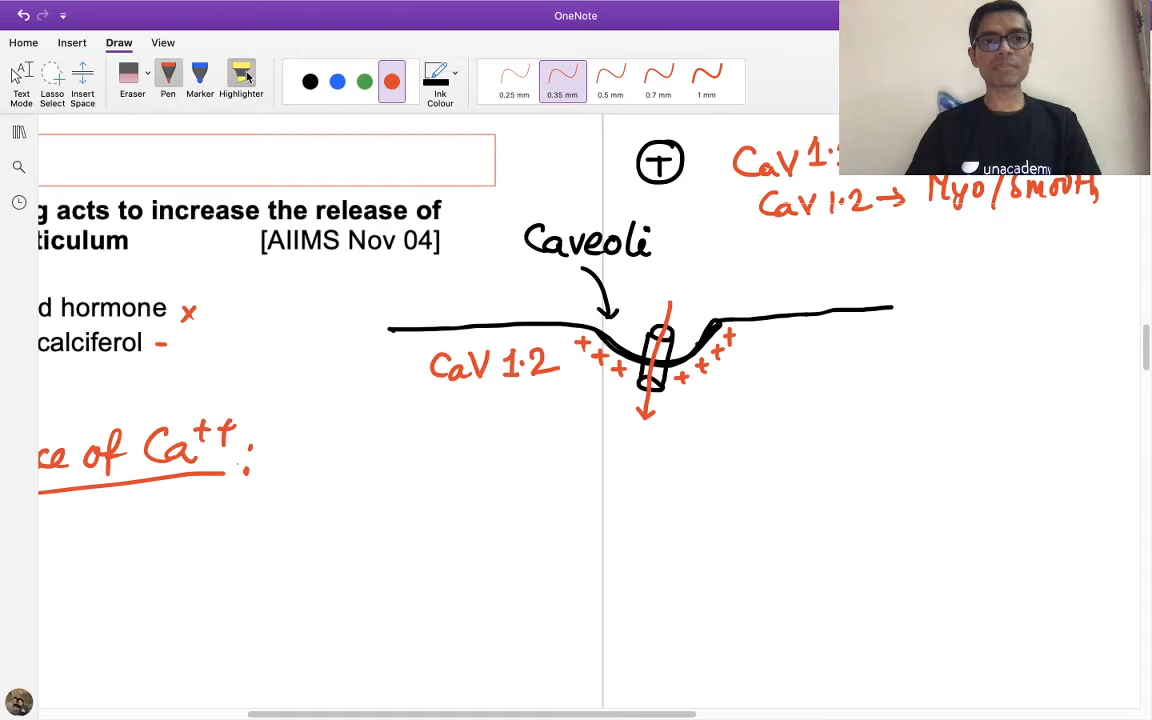 OneNote
Home Insert Draw View
Text Mode
Lasso Select
Insert Space
Eraser
Pen
Marker
Highlighter
Ink Colour
0.25 mm
0.35 mm
0.5 mm
0.7 mm
1 mm
unacademy
+ CaV 1.
CaV 1.2 → Myo/Smooth
g acts to increase the release of
ticulum [AIIMS Nov 04]
Caveoli
d hormone x
calciferol -
CaV 1.2
+ + + + + + +
ce of Ca++ :